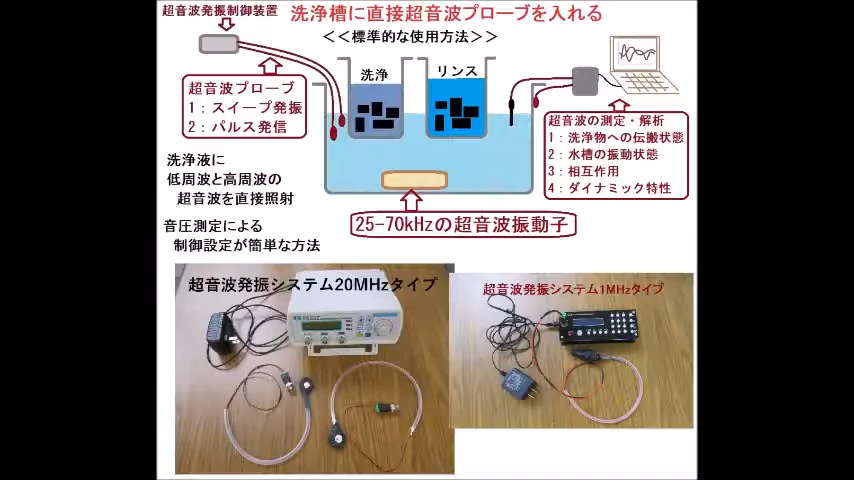 超音波発振制御装置
洗浄槽に直接超音波プローブを入れる
<<標準的な使用方法>>
洗浄
リンス
超音波プローブ
1：スイープ発振
2：パルス発信
超音波の測定・解析
1：洗浄物への伝搬状態
2：水槽の振動状態
3：相互作用
4：ダイナミック特性
洗浄液に
低周波と高周波の
超音波を直接照射
音圧測定による
制御設定が簡単な方法
25-70kHzの超音波振動子
超音波発振システム20MHzタイプ
超音波発振システム1MHzタイプ